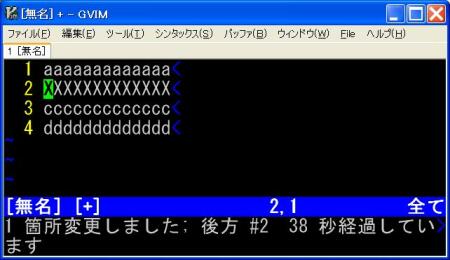 [無名] + - GVIM
ファイル(F) 編集(E) ツール(T) シンタックス(S) バッファ(B) ウィンドウ(W) File ヘルプ(H)
1 [無名]
1 aaaaaaaaaaaaa<
2 XXXXXXXXXXXXX<
3 ccccccccccccc<
4 ddddddddddddd<
~
~
~
[無名] [+] 2,1 全て
1 箇所変更しました; 後方 #2 38 秒経過してい>
ます